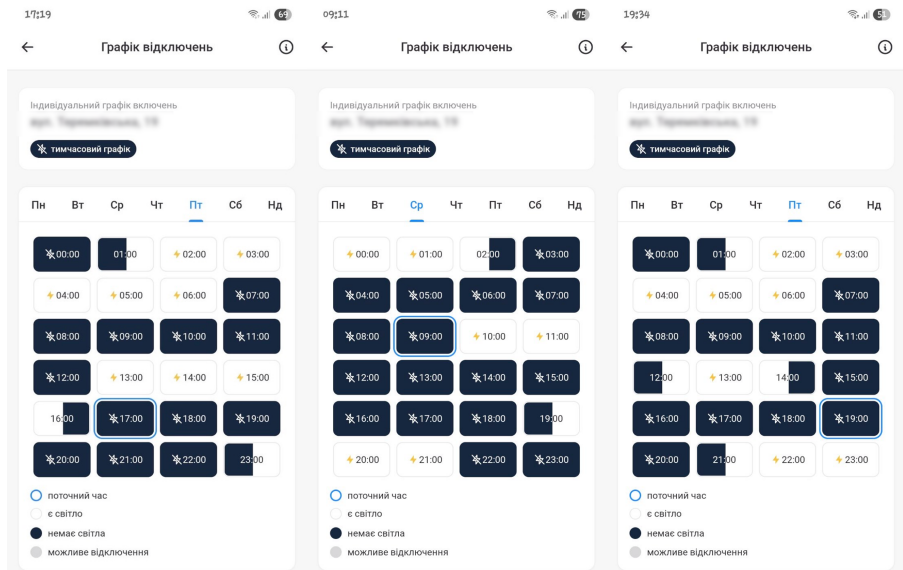 17:19 69
Графік відключень
Індивідуальний графік включень
тимчасовий графік
Пн Вт Ср Чт Пт Сб Нд
00:00 01:00 02:00 03:00
04:00 05:00 06:00 07:00
08:00 09:00 10:00 11:00
12:00 13:00 14:00 15:00
16:00 17:00 18:00 19:00
20:00 21:00 22:00 23:00
поточний час
є світло
немає світла
можливе відключення
09:11 75
Графік відключень
Індивідуальний графік включень
тимчасовий графік
Пн Вт Ср Чт Пт Сб Нд
00:00 01:00 02:00 03:00
04:00 05:00 06:00 07:00
08:00 09:00 10:00 11:00
12:00 13:00 14:00 15:00
16:00 17:00 18:00 19:00
20:00 21:00 22:00 23:00
поточний час
є світло
немає світла
можливе відключення
19:34 51
Графік відключень
Індивідуальний графік включень
тимчасовий графік
Пн Вт Ср Чт Пт Сб Нд
00:00 01:00 02:00 03:00
04:00 05:00 06:00 07:00
08:00 09:00 10:00 11:00
12:00 13:00 14:00 15:00
16:00 17:00 18:00 19:00
20:00 21:00 22:00 23:00
поточний час
є світло
немає світла
можливе відключення